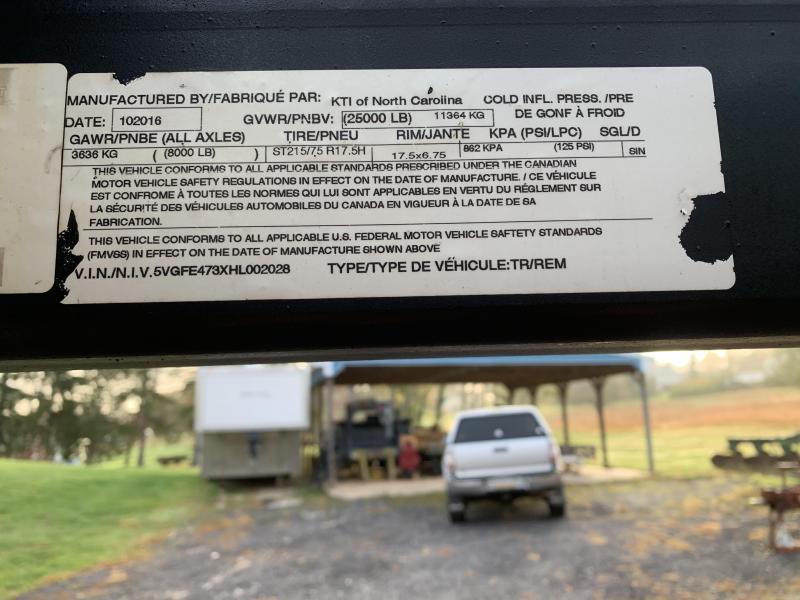 MANUFACTURED BY/FABRIQUÉ PAR: KTI of North Caroiina COLD INFL. PRESS. /PRE
DATE: 102016 GVWR/PNBV: (25000 LB) 11364 KG DE GONF À FROID
GAWR/PNBE (ALL AXLES) TIRE/PNEU RIM/JANTE KPA (PSI/LPC) SGL/D
3636 KG ( (8000 LB) ) ST215/75 R17.5H 17.5x6.75 862 KPA (125 PSI) SIN
THIS VEHICLE CONFORMS TO ALL APPLICABLE STANDARDS PRESCRIBED UNDER THE CANADIAN
MOTOR VEHICLE SAFETY REGULATIONS IN EFFECT ON THE DATE OF MANUFACTURE. / CE VÉHICULE
EST CONFROME À TOUTES LES NORMES QUI LUI SONT APPLICABLES EN VERTU DU RÉGLEMENT SUR
LA SÉCURITÉ DES VÉHICULES AUTOMOBILES DU CANADA EN VIGUEUR À LA DATE DE SA
FABRICATION.
THIS VEHICLE CONFORMS TO ALL APPLICABLE U.S. FEDERAL MOTOR VEHICLE SAFTETY STANDARDS
(FMVSS) IN EFFECT ON THE DATE OF MANUFACTURE SHOWN ABOVE
V.I.N./N.I.V.5VGFE473XHL002028 TYPE/TYPE DE VÉHICULE:TR/REM